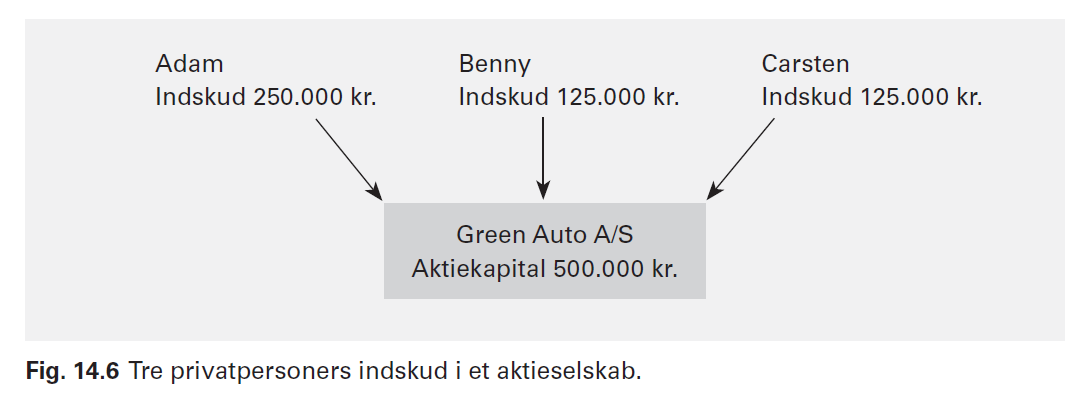 Adam
Indskud 250.000 kr.
Benny
Indskud 125.000 kr.
Carsten
Indskud 125.000 kr.
Green Auto A/S
Aktiekapital 500.000 kr.
Fig. 14.6 Tre privatpersoners indskud i et aktieselskab.